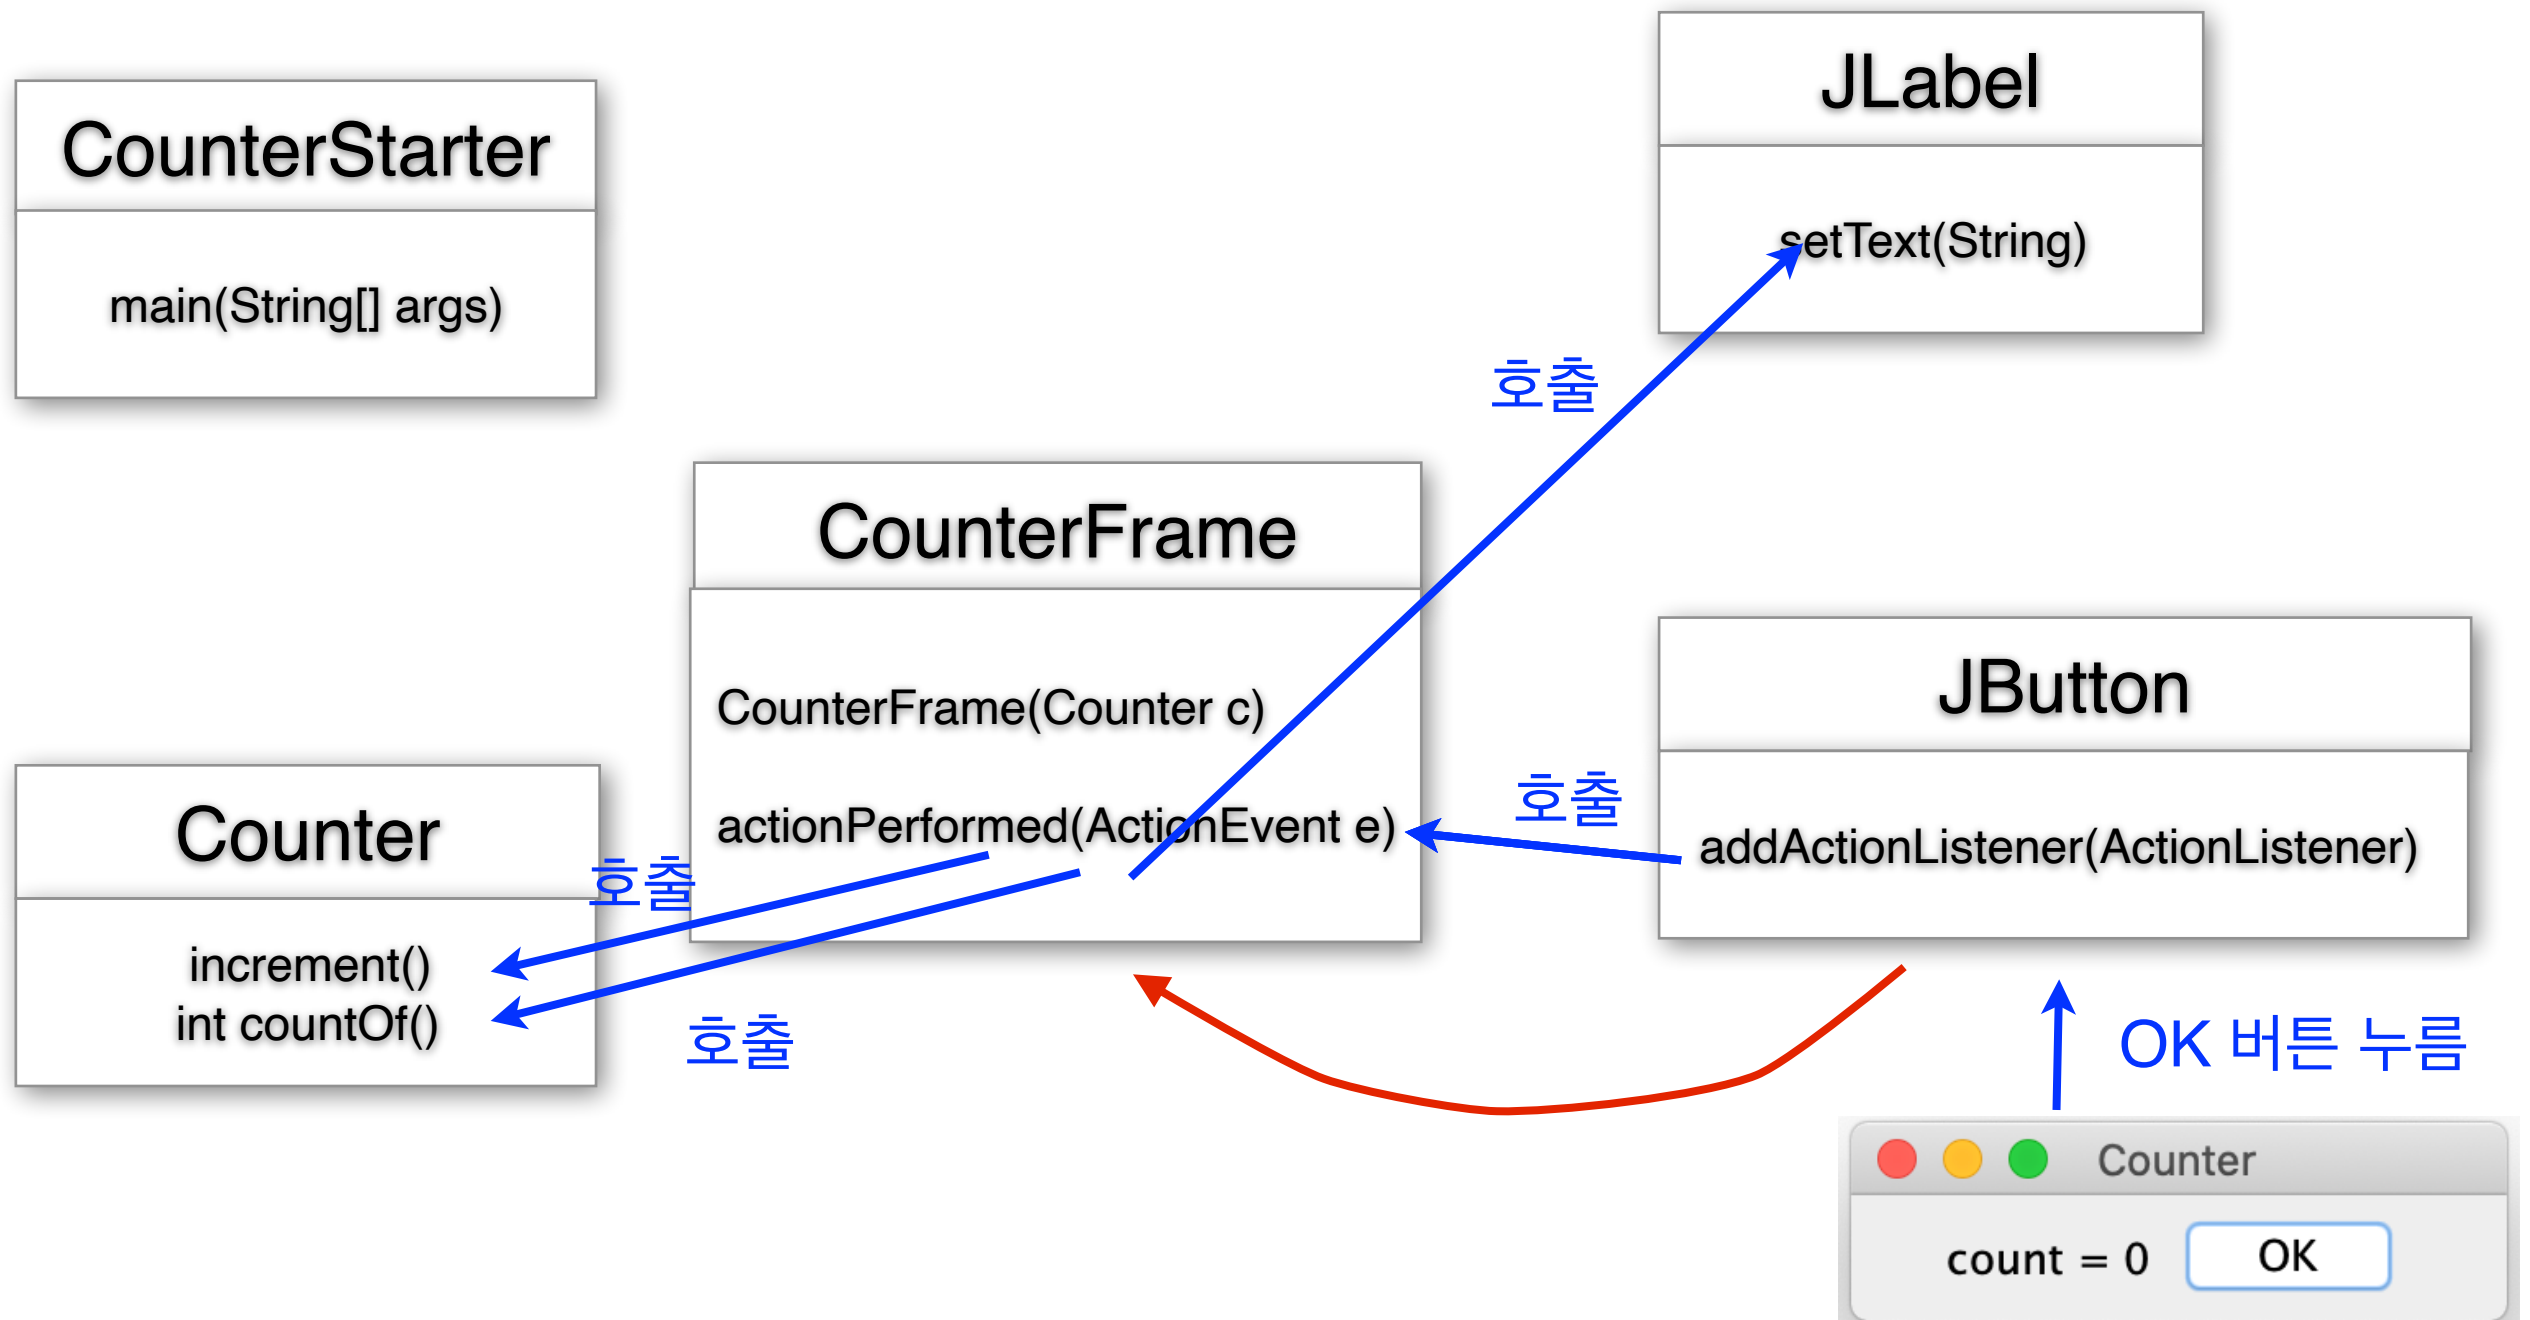 CounterStarter
main(String[] args)
JLabel
setText(String)
호출
CounterFrame
CounterFrame(Counter c)
actionPerformed(ActionEvent e)
호출
JButton
addActionListener(ActionListener)
Counter
increment()
int countOf()
호출
호출
OK 버튼 누름
Counter
count = 0
OK